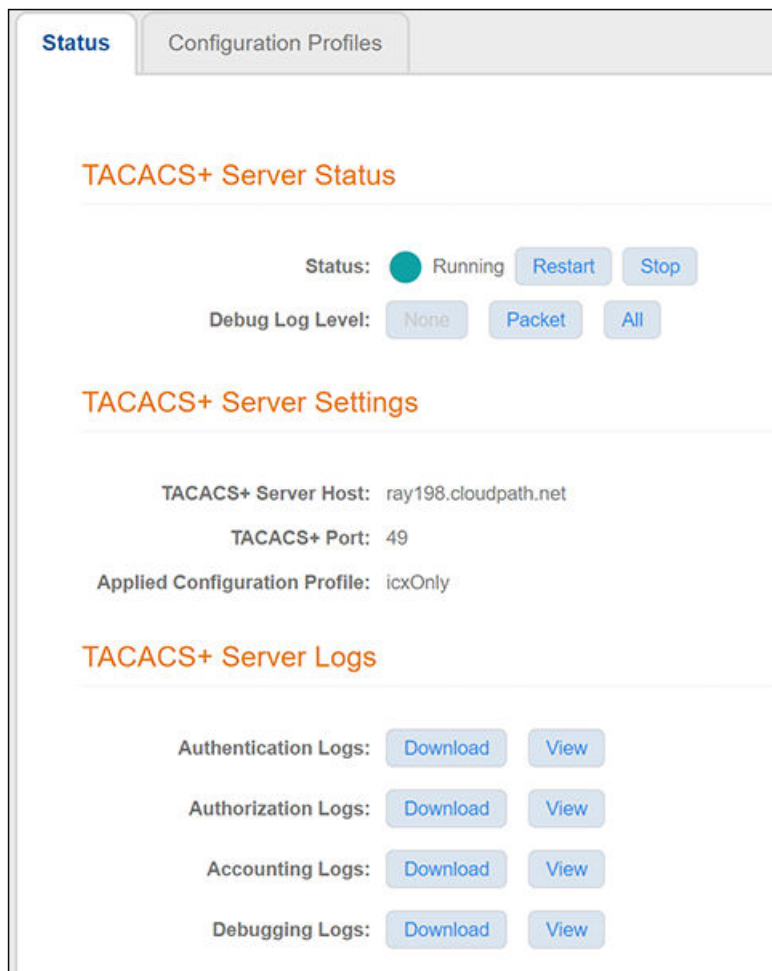 Status Configuration Profiles
TACACS+ Server Status
Status: Running Restart Stop
Debug Log Level: None Packet All
TACACS+ Server Settings
TACACS+ Server Host: ray198.cloudpath.net
TACACS+ Port: 49
Applied Configuration Profile: icxOnly
TACACS+ Server Logs
Authentication Logs: Download View
Authorization Logs: Download View
Accounting Logs: Download View
Debugging Logs: Download View